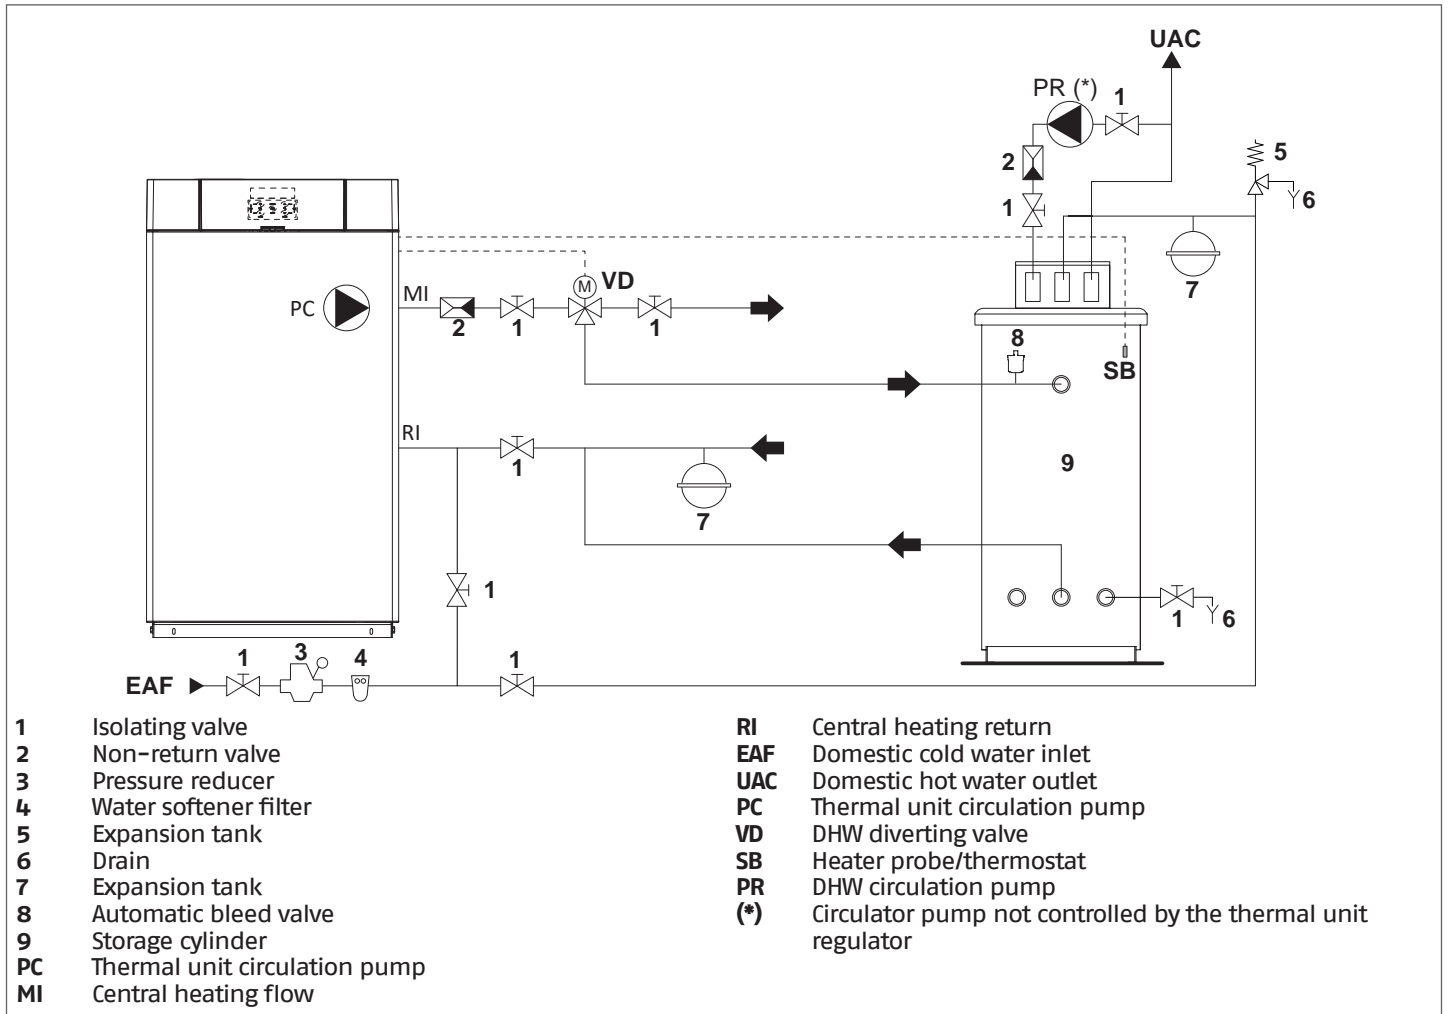 UAC
PR (*)
1
2
5
1
6
VD
M
MI
PC
2
1
1
7
8
SB
RI
1
9
7
1
1
6
3
1
4
1
EAF
1 Isolating valve
2 Non-return valve
3 Pressure reducer
4 Water softener filter
5 Expansion tank
6 Drain
7 Expansion tank
8 Automatic bleed valve
9 Storage cylinder
PC Thermal unit circulation pump
MI Central heating flow
RI Central heating return
EAF Domestic cold water inlet
UAC Domestic hot water outlet
PC Thermal unit circulation pump
VD DHW diverting valve
SB Heater probe/thermostat
PR DHW circulation pump
(*) Circulator pump not controlled by the thermal unit
regulator